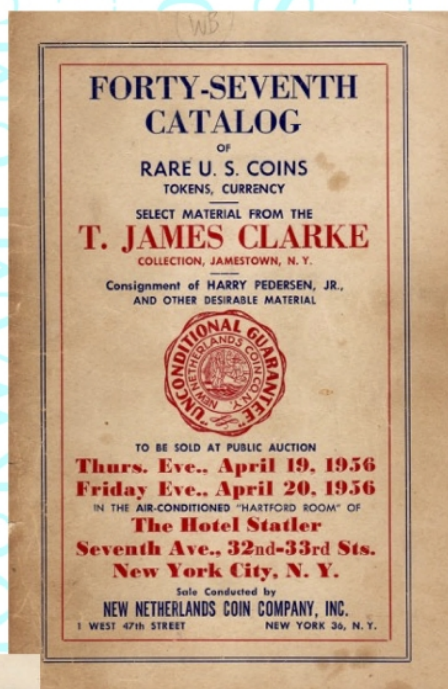 (WB)
FORTY-SEVENTH
CATALOG
OF
RARE U. S. COINS
TOKENS, CURRENCY
SELECT MATERIAL FROM THE
T. JAMES CLARKE
COLLECTION, JAMESTOWN, N. Y.
Consignment of HARRY PEDERSEN, JR.,
AND OTHER DESIRABLE MATERIAL
"UNCONDITIONAL GUARANTEE"
NEW NETHERLANDS COIN CO. N.Y.
TO BE SOLD AT PUBLIC AUCTION
Thurs. Eve., April 19, 1956
Friday Eve., April 20, 1956
IN THE AIR-CONDITIONED "HARTFORD ROOM" OF
The Hotel Statler
Seventh Ave., 32nd-33rd Sts.
New York City, N. Y.
Sale Conducted by
NEW NETHERLANDS COIN COMPANY, INC.
1 WEST 47th STREET NEW YORK 36, N. Y.